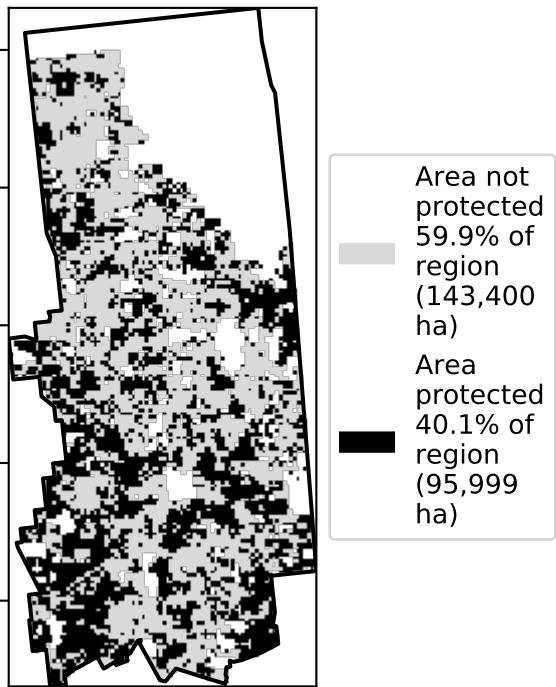 Area not
protected
59.9% of
region
(143,400
ha)
Area
protected
40.1% of
region
(95,999
ha)